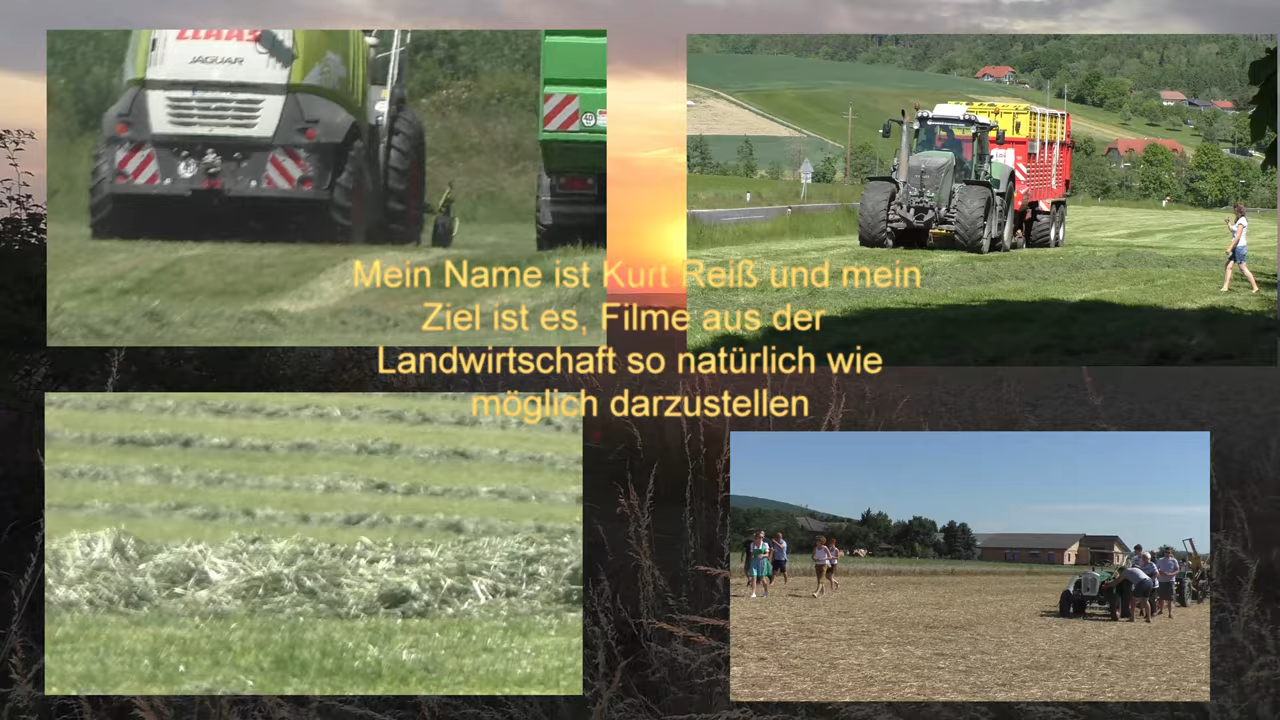 CLAAS
JAGUAR
Mein Name ist Kurt Reiß und mein
Ziel ist es, Filme aus der
Landwirtschaft so natürlich wie
möglich darzustellen